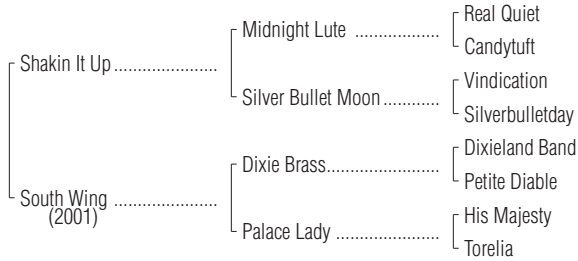 Real Quiet
Midnight Lute ..................
Candytuft
Shakin It Up ......................
Vindication
Silver Bullet Moon ............
Silverbulletday
Dixieland Band
Dixie Brass........................
Petite Diable
South Wing ......................
(2001)
His Majesty
Palace Lady ......................
Torelia